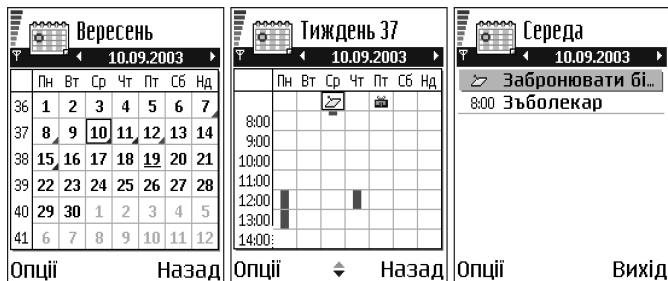 Вересень
10.09.2003
Пн Вт Ср Чт Пт Сб Нд
36 1 2 3 4 5 6 7
37 8 9 10 11 12 13 14
38 15 16 17 18 19 20 21
39 22 23 24 25 26 27 28
40 29 30 1 2 3 4 5
41 6 7 8 9 10 11 12
Опції Назад
Тиждень 37
10.09.2003
Пн Вт Ср Чт Пт Сб Нд
8:00
9:00
10:00
11:00
12:00
13:00
14:00
Опції Назад
Середа
10.09.2003
Забронювати бі...
8:00 Зъболекар
Опції Вихід